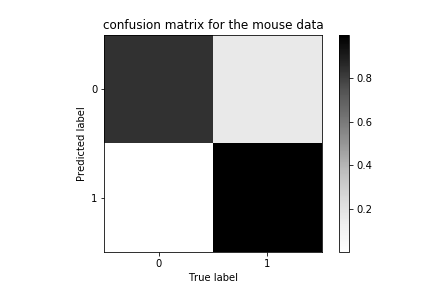 confusion matrix for the mouse data
Predicted label
0
1
0
1
True label
0.8
0.6
0.4
0.2